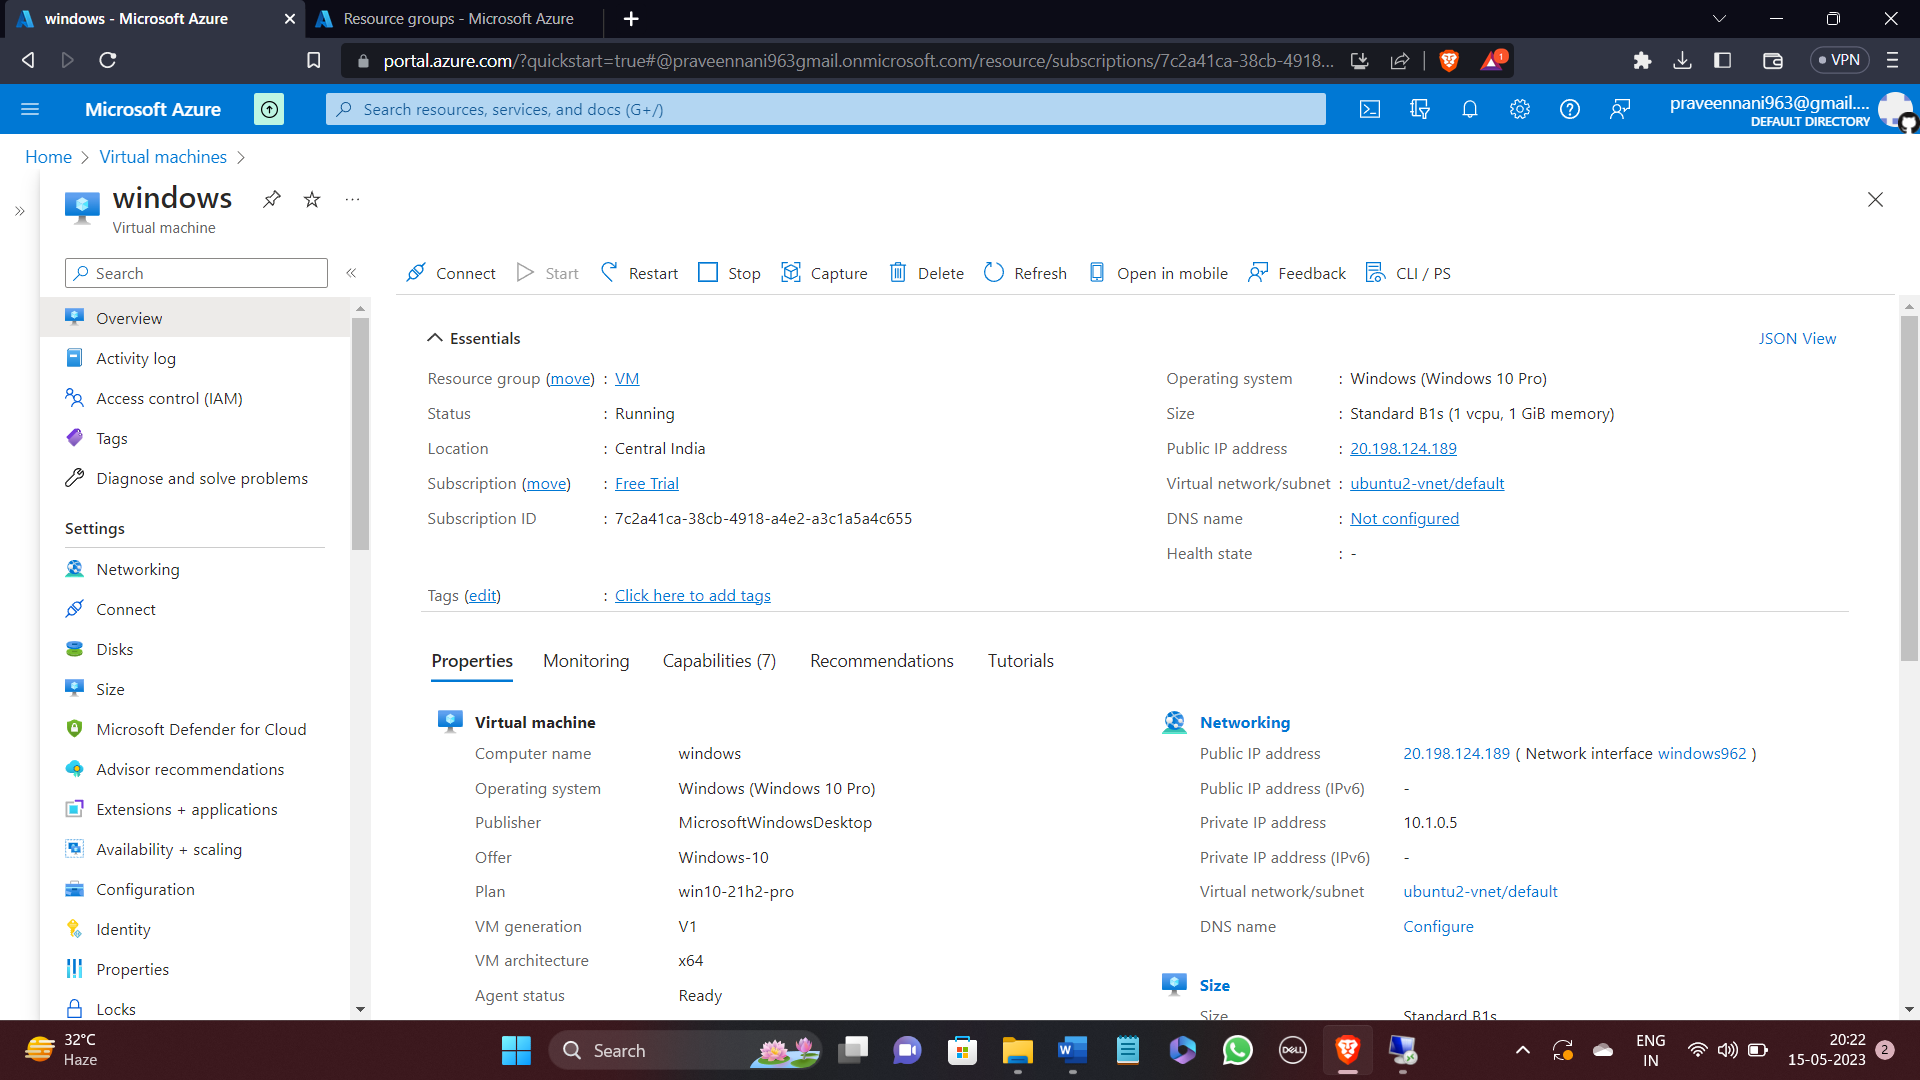 windows - Microsoft Azure
Resource groups - Microsoft Azure
portal.azure.com/?quickstart=true#@praveennani963gmail.onmicrosoft.com/resource/subscriptions/7c2a41ca-38cb-4918...
1
VPN
Microsoft Azure
Search resources, services, and docs (G+/)
praveennani963@gmail....
DEFAULT DIRECTORY
Home
Virtual machines
windows
Virtual machine
Search
Connect
Start
Restart
Stop
Capture
Delete
Refresh
Open in mobile
Feedback
CLI / PS
Overview
Activity log
Access control (IAM)
Tags
Diagnose and solve problems
Settings
Networking
Connect
Disks
Size
Microsoft Defender for Cloud
Advisor recommendations
Extensions + applications
Availability + scaling
Configuration
Identity
Properties
Locks
Essentials
JSON View
Resource group (move) : VM
Status : Running
Location : Central India
Subscription (move) : Free Trial
Subscription ID : 7c2a41ca-38cb-4918-a4e2-a3c1a5a4c655
Operating system : Windows (Windows 10 Pro)
Size : Standard B1s (1 vcpu, 1 GiB memory)
Public IP address : 20.198.124.189
Virtual network/subnet : ubuntu2-vnet/default
DNS name : Not configured
Health state : -
Tags (edit) : Click here to add tags
Properties
Monitoring
Capabilities (7)
Recommendations
Tutorials
Virtual machine
Computer name windows
Operating system Windows (Windows 10 Pro)
Publisher MicrosoftWindowsDesktop
Offer Windows-10
Plan win10-21h2-pro
VM generation V1
VM architecture x64
Agent status Ready
Networking
Public IP address 20.198.124.189 ( Network interface windows962 )
Public IP address (IPv6) -
Private IP address 10.1.0.5
Private IP address (IPv6) -
Virtual network/subnet ubuntu2-vnet/default
DNS name Configure
Size
Size Standard B1s
32°C
Haze
Search
W
DELL
ENG
IN
20:22
15-05-2023
2